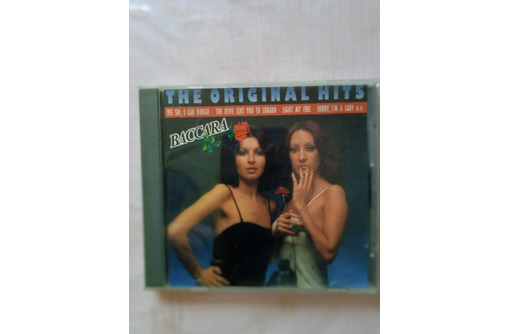 THE ORIGINAL HITS
YES SIR, I CAN BOOGIE · THE DEVIL SENT YOU TO LORADO · LIGHT MY FIRE · SORRY, I'M A LADY
BACCARA